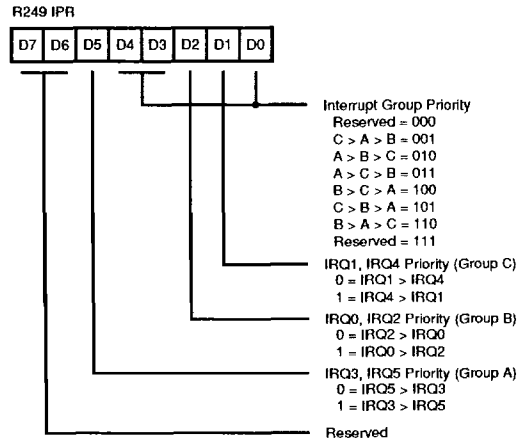 R249 IPR
D7 D6 D5 D4 D3 D2 D1 D0
Interrupt Group Priority
Reserved = 000
C > A > B = 001
A > B > C = 010
A > C > B = 011
B > C > A = 100
C > B > A = 101
B > A > C = 110
Reserved = 111
IRQ1, IRQ4 Priority (Group C)
0 = IRQ1 > IRQ4
1 = IRQ4 > IRQ1
IRQ0, IRQ2 Priority (Group B)
0 = IRQ2 > IRQ0
1 = IRQ0 > IRQ2
IRQ3, IRQ5 Priority (Group A)
0 = IRQ5 > IRQ3
1 = IRQ3 > IRQ5
Reserved